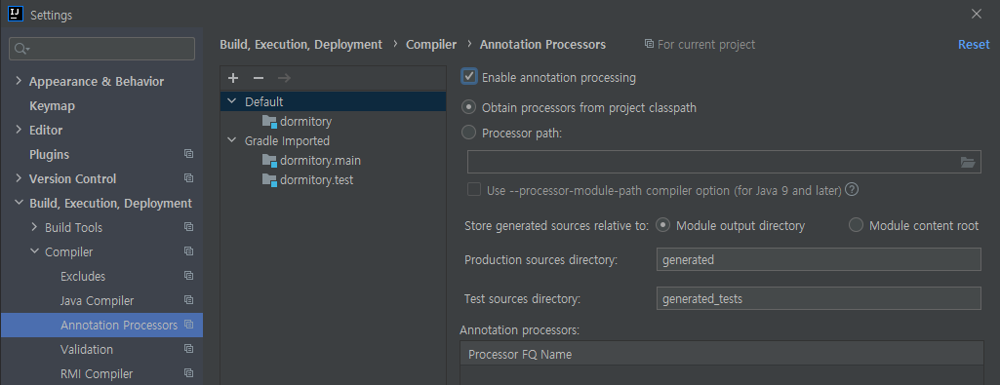 IJ
Settings
Build, Execution, Deployment › Compiler › Annotation Processors For current project Reset
Appearance & Behavior
Keymap
Editor
Plugins
Version Control
Build, Execution, Deployment
Build Tools
Compiler
Excludes
Java Compiler
Annotation Processors
Validation
RMI Compiler
Default
dormitory
Gradle Imported
dormitory.main
dormitory.test
Enable annotation processing
Obtain processors from project classpath
Processor path:
Use --processor-module-path compiler option (for Java 9 and later) ?
Store generated sources relative to: Module output directory Module content root
Production sources directory: generated
Test sources directory: generated_tests
Annotation processors:
Processor FQ Name